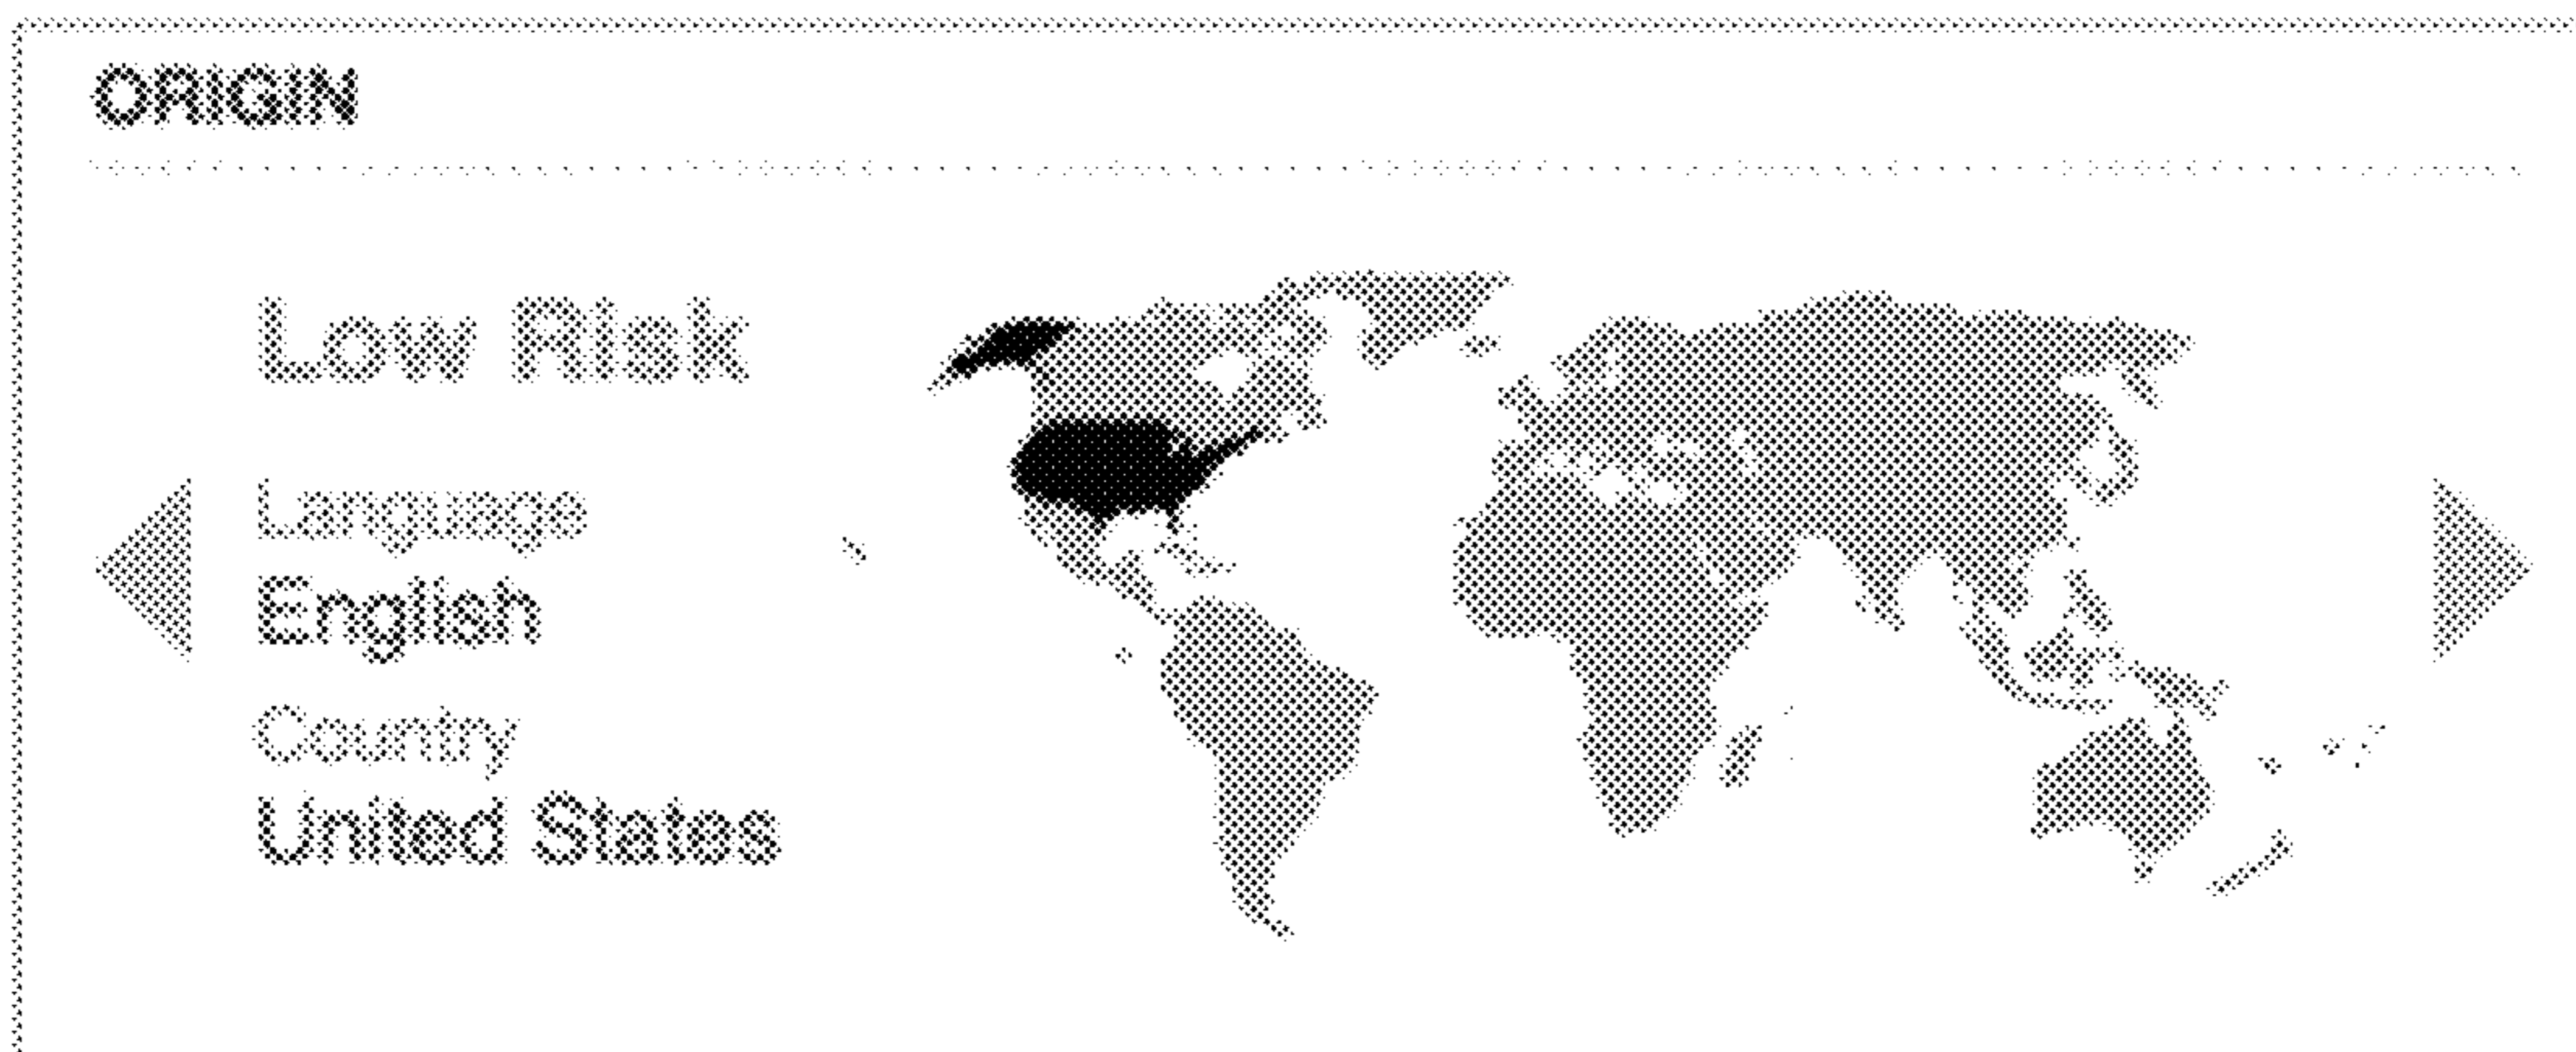 ORIGIN
Low Risk
Language
English
Country
United States